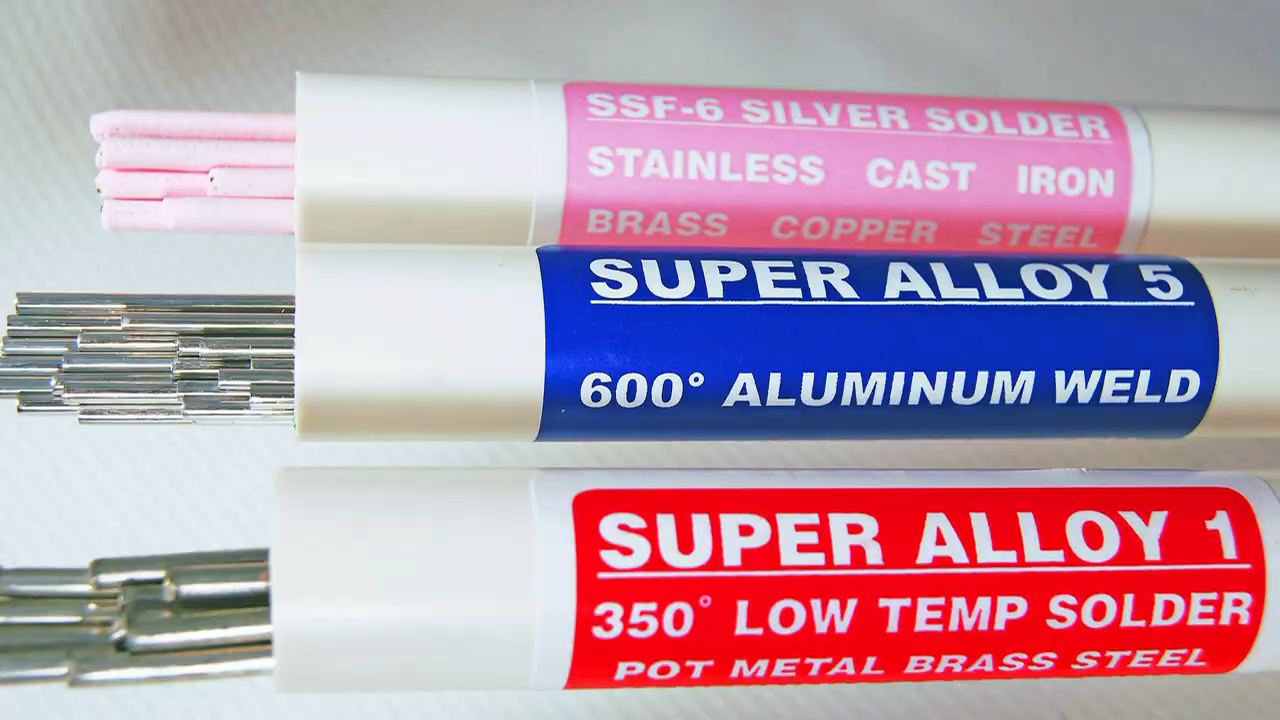 SSF-6 SILVER SOLDER
STAINLESS CAST IRON
BRASS COPPER STEEL
SUPER ALLOY 5
600° ALUMINUM WELD
SUPER ALLOY 1
350° LOW TEMP SOLDER
POT METAL BRASS STEEL